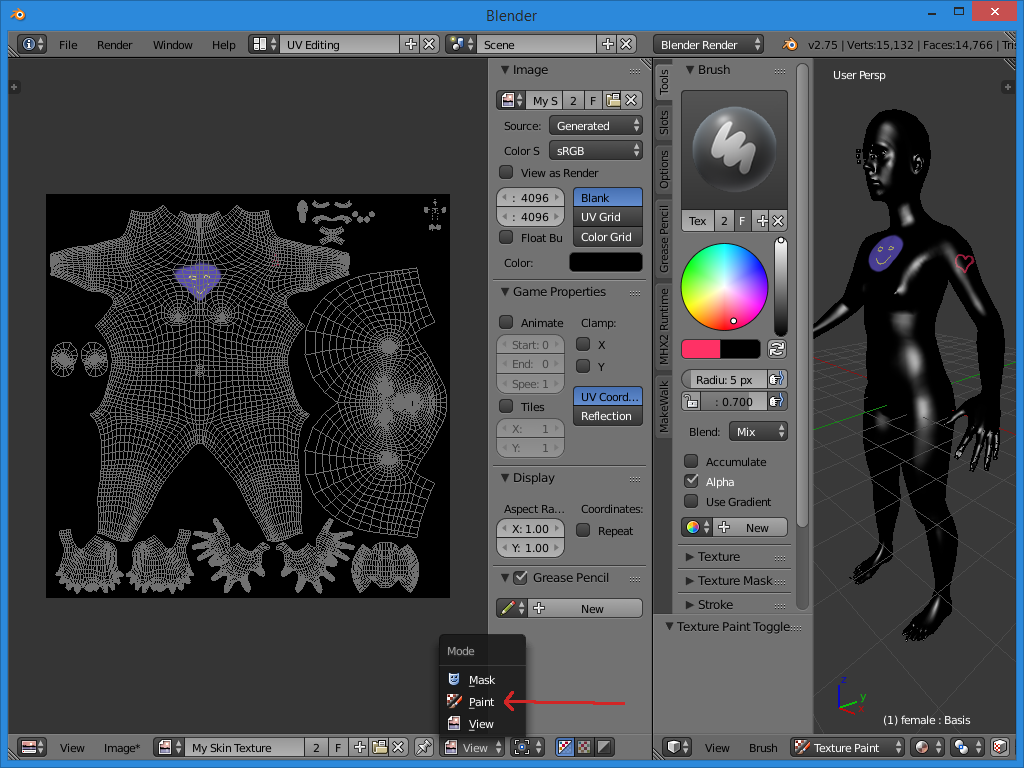 Blender
File Render Window Help UV Editing Scene Blender Render v2.75 | Verts:15,132 | Faces:14,766 |
Image
My S 2 F
Source: Generated
Color S sRGB
View as Render
: 4096 Blank
: 4096 UV Grid
Float Bu Color Grid
Color:
Game Properties
Animate Clamp:
Start: 0 X
End: 0 Y
Spee: 1
Tiles UV Coord...
X: 1 Reflection
Y: 1
Display
Aspect Ra... Coordinates:
X: 1.00 Repeat
Y: 1.00
Grease Pencil
New
Mode
Mask
Paint
View
Tools
Slots
Options
Grease Pencil
MHX2 Runtime
MakeWalk
Brush
Tex 2 F
Radiu: 5 px
: 0.700
Blend: Mix
Accumulate
Alpha
Use Gradient
New
Texture
Texture Mask
Stroke
Texture Paint Toggle
User Persp
z
y
x
(1) female : Basis
View Image* My Skin Texture 2 F View
View Brush Texture Paint